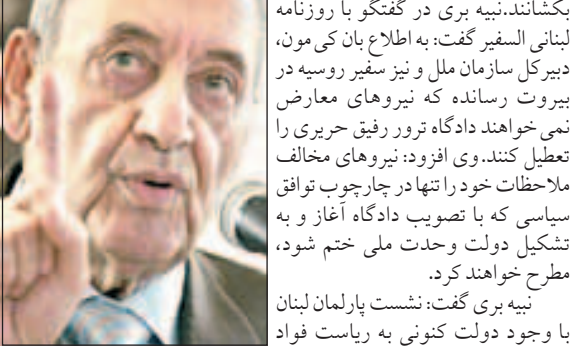 بکشانند.نبیه بری در گفتگو با روزنامه
لبنانی السفیر گفت: به اطلاع بان کی مون،
دبیرکل سازمان ملل و نیز سفیر روسیه در
بیروت رسانده که نیروهای معارض
نمی خواهند دادگاه ترور رفیق حریری را
تعطیل کنند. وی افزود: نیروهای مخالف
ملاحظات خود را تنها در چارچوب توافق
سیاسی که با تصویب دادگاه آغاز و به
تشکیل دولت وحدت ملی ختم شود،
مطرح خواهند کرد.
نبیه بری گفت: نشست پارلمان لبنان
با وجود دولت کنونی به ریاست فواد